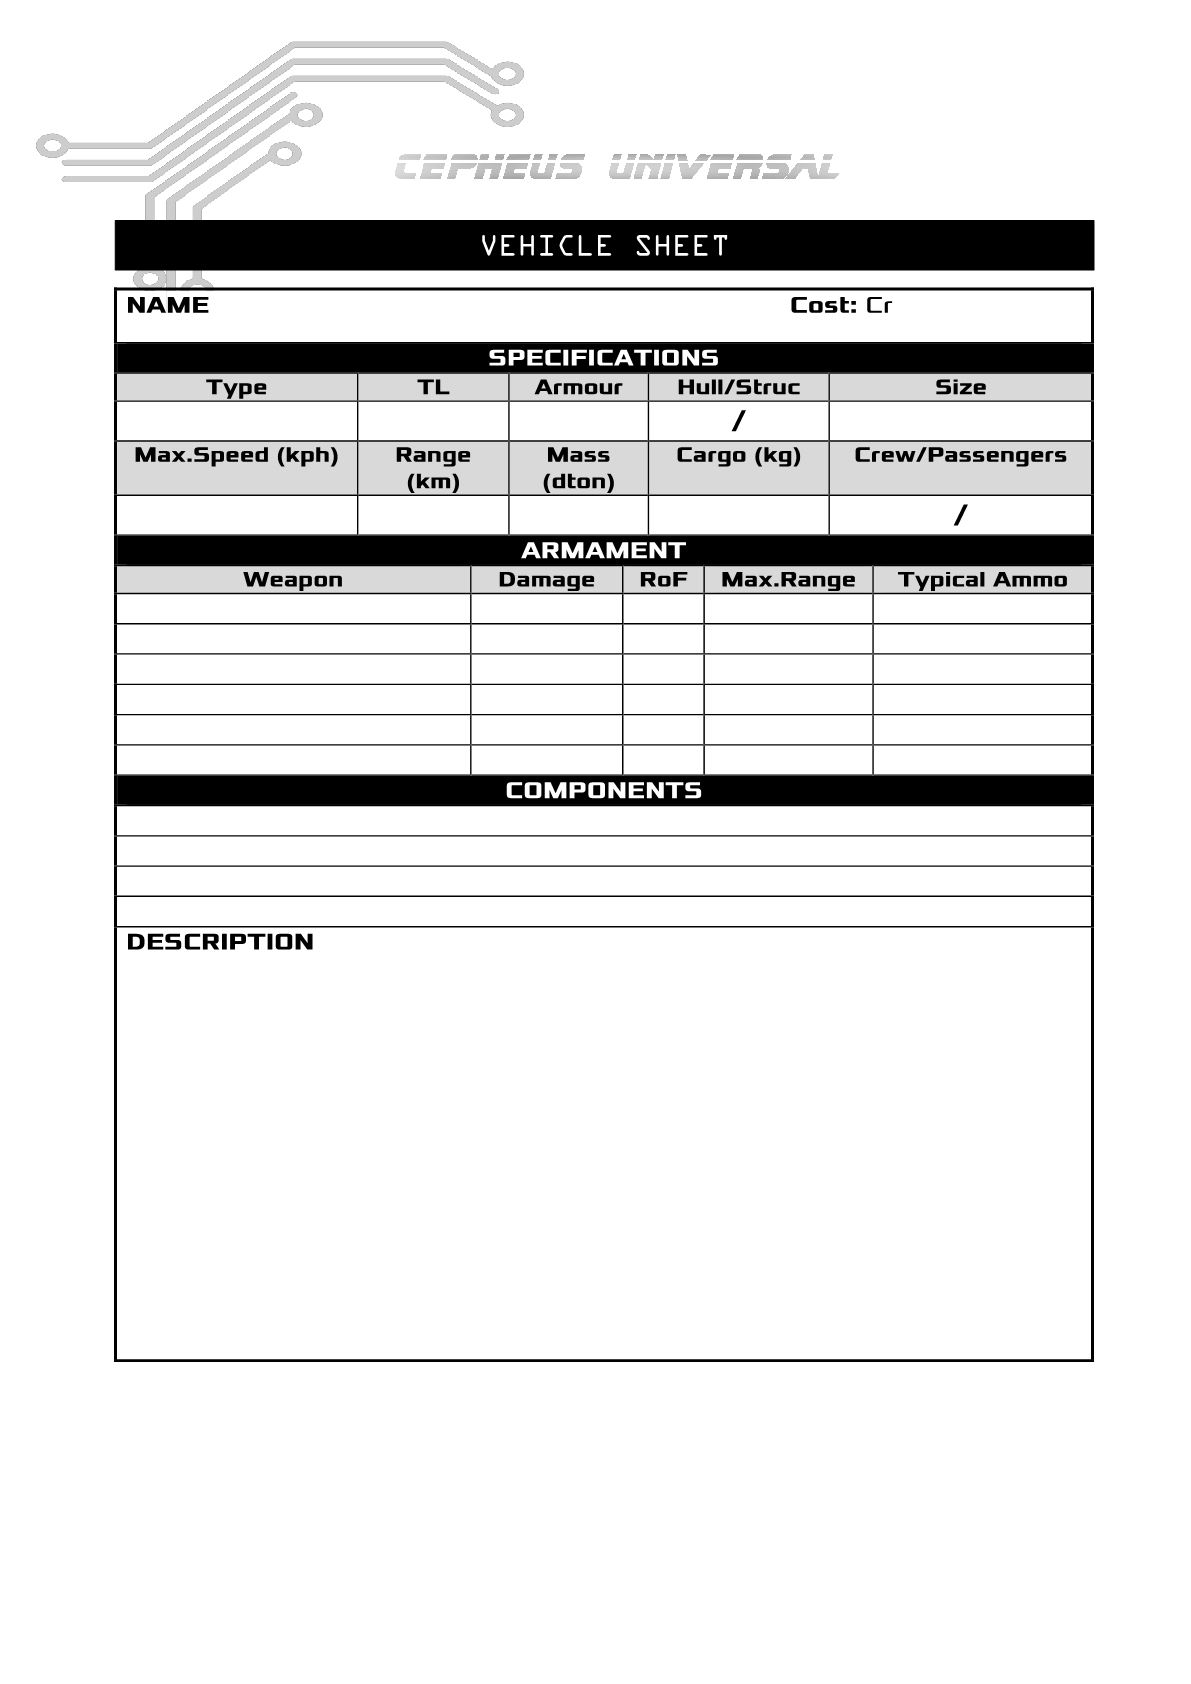 CEPHEUS UNIVERSAL
VEHICLE SHEET
NAME Cost: Cr
SPECIFICATIONS
Type TL Armour Hull/Struc Size
/
Max.Speed (kph) Range (km) Mass (dton) Cargo (kg) Crew/Passengers
/
ARMAMENT
Weapon Damage RoF Max.Range Typical Ammo
COMPONENTS
DESCRIPTION